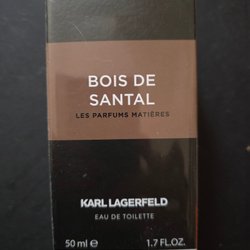 BOIS DE
SANTAL
LES PARFUMS MATIÈRES
KARL LAGERFELD
EAU DE TOILETTE
50 ml ℮ 1.7 FL.OZ.